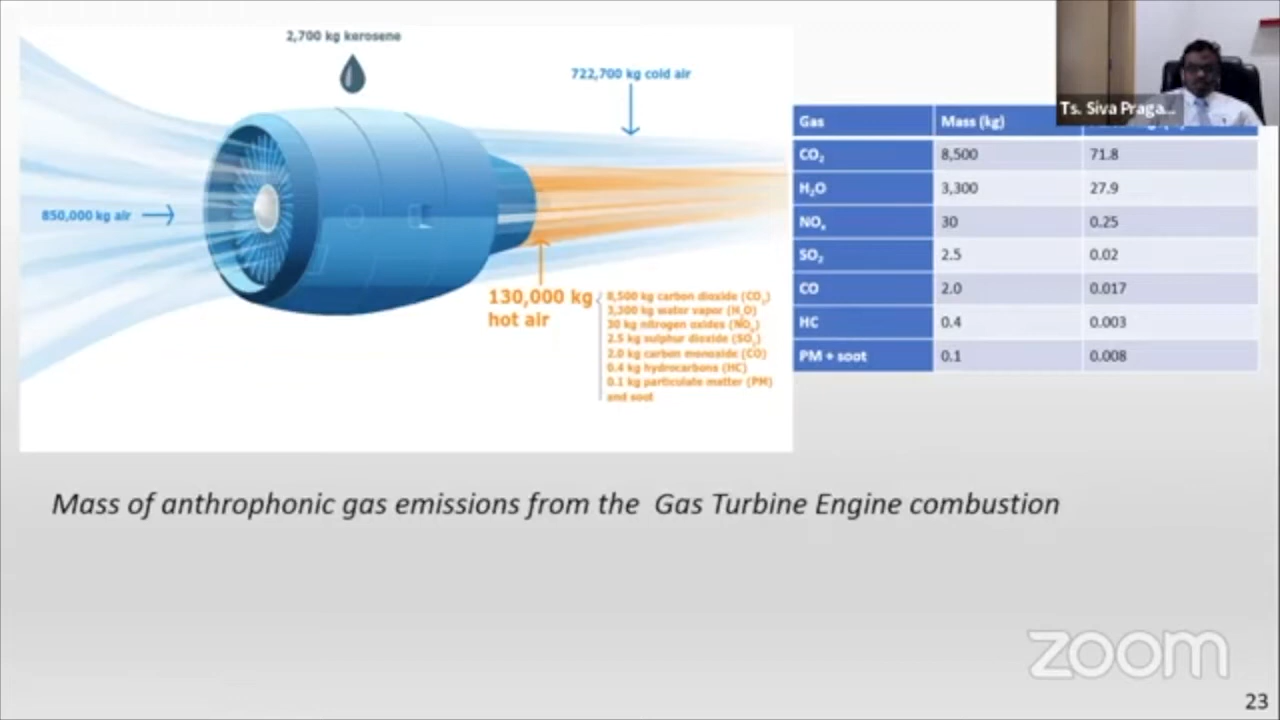 2,700 kg kerosene
722,700 kg cold air
850,000 kg air
130,000 kg
hot air
8,500 kg carbon dioxide (CO₂)
3,300 kg water vapor (H₂O)
30 kg nitrogen oxides (NOₓ)
2.5 kg sulphur dioxide (SO₂)
2.0 kg carbon monoxide (CO)
0.4 kg hydrocarbons (HC)
0.1 kg particulate matter (PM)
and soot
Ts. Siva Praga...
Gas Mass (kg)
CO₂ 8,500 71.8
H₂O 3,300 27.9
NOₓ 30 0.25
SO₂ 2.5 0.02
CO 2.0 0.017
HC 0.4 0.003
PM + soot 0.1 0.008
Mass of anthrophonic gas emissions from the Gas Turbine Engine combustion
zoom
23